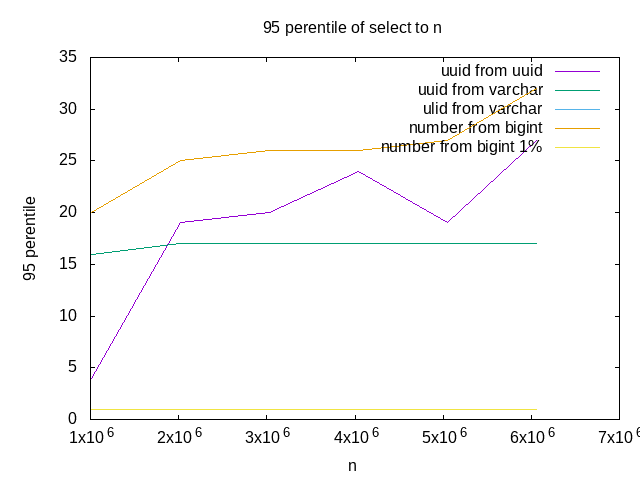 95 perentile of select to n
35
30
25
20
15
10
5
0
95 perentile
uuid from uuid
uuid from varchar
ulid from varchar
number from bigint
number from bigint 1%
1x10 6
2x10 6
3x10 6
4x10 6
5x10 6
6x10 6
7x10 6
n